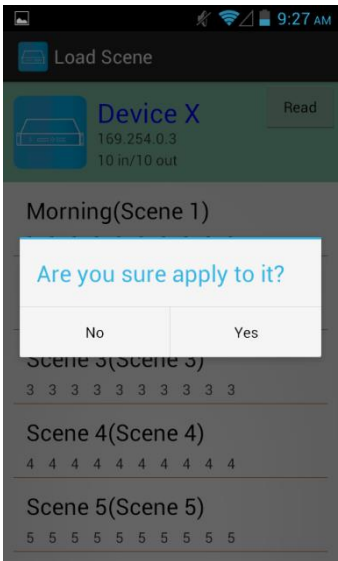 9:27 AM
Load Scene
Device X
Read
169.254.0.3
10 in/10 out
Morning(Scene 1)
Are you sure apply to it?
No Yes
Scene 3(Scene 3)
3 3 3 3 3 3 3 3 3 3
Scene 4(Scene 4)
4 4 4 4 4 4 4 4 4 4
Scene 5(Scene 5)
5 5 5 5 5 5 5 5 5 5